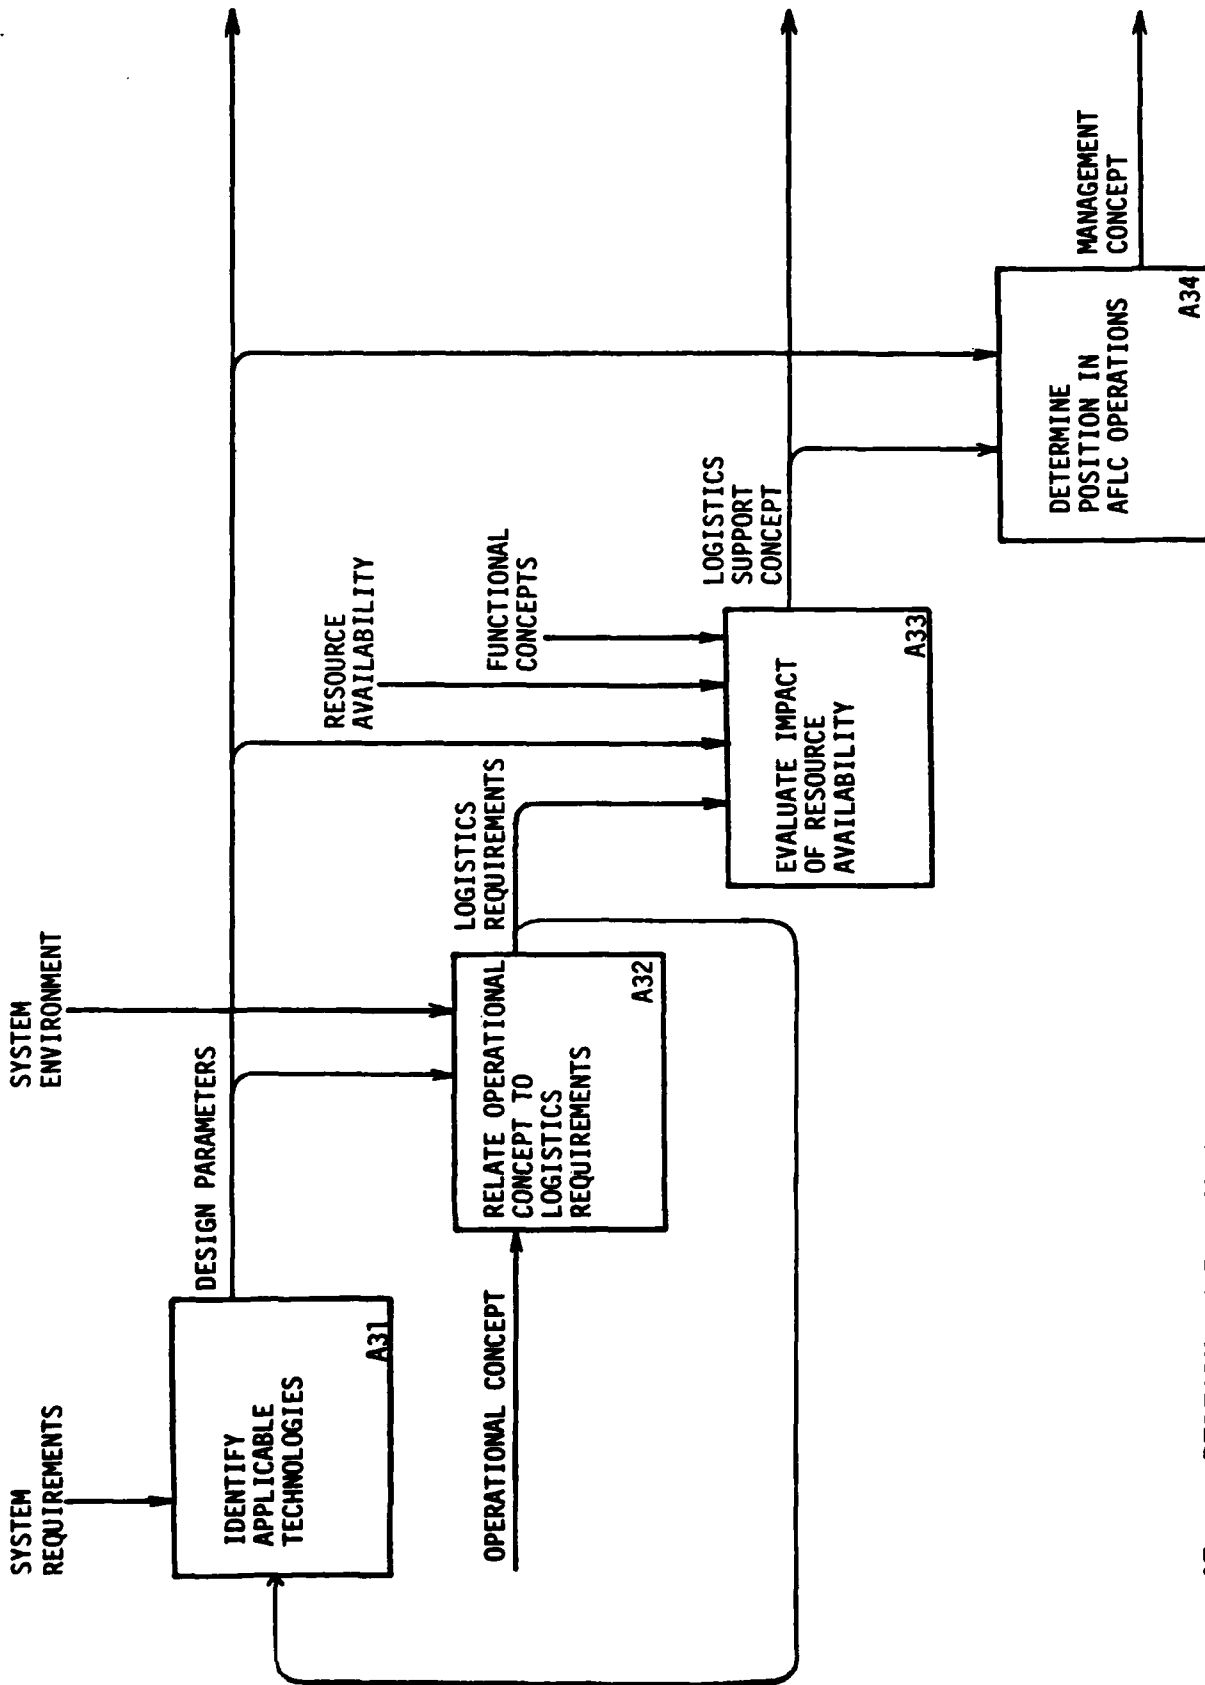 SYSTEM
REQUIREMENTS
SYSTEM
ENVIRONMENT
DESIGN PARAMETERS
IDENTIFY
APPLICABLE
TECHNOLOGIES
A31
RESOURCE
AVAILABILITY
FUNCTIONAL
CONCEPTS
OPERATIONAL CONCEPT
RELATE OPERATIONAL
CONCEPT TO
LOGISTICS
REQUIREMENTS
A32
LOGISTICS
REQUIREMENTS
LOGISTICS
SUPPORT
CONCEPT
EVALUATE IMPACT
OF RESOURCE
AVAILABILITY
A33
MANAGEMENT
CONCEPT
DETERMINE
POSITION IN
AFLC OPERATIONS
A34